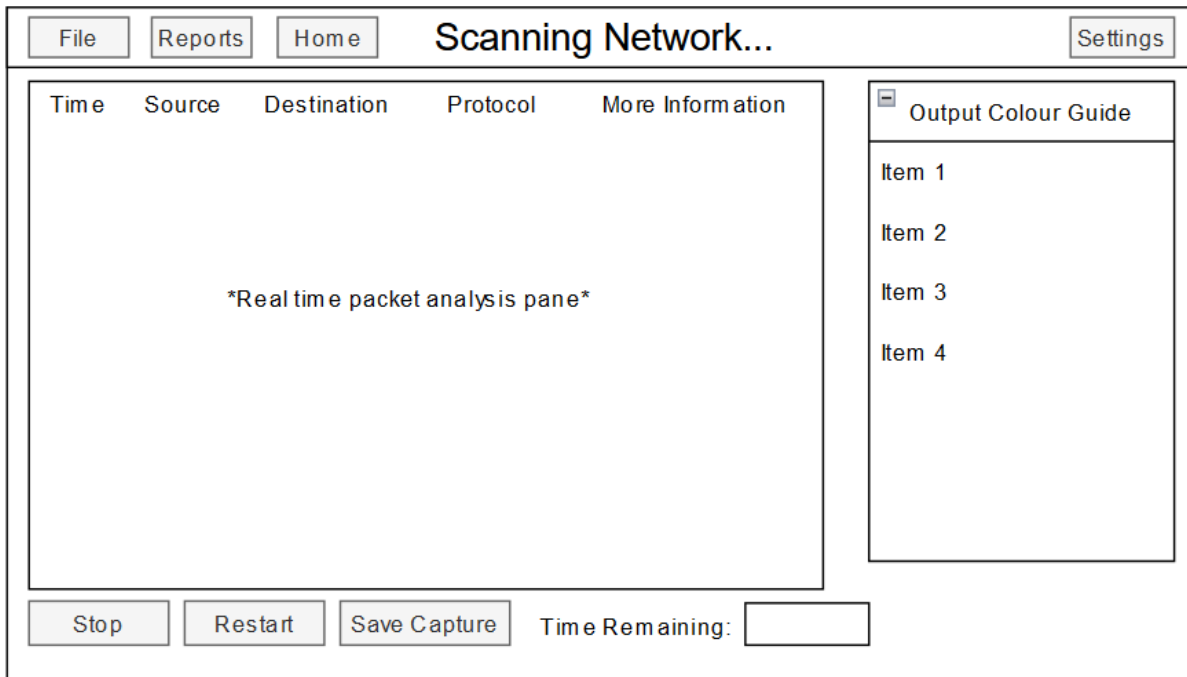 File Reports Home Scanning Network... Settings
Time Source Destination Protocol More Information
*Real time packet analysis pane*
Output Colour Guide
Item 1
Item 2
Item 3
Item 4
Stop Restart Save Capture Time Remaining: